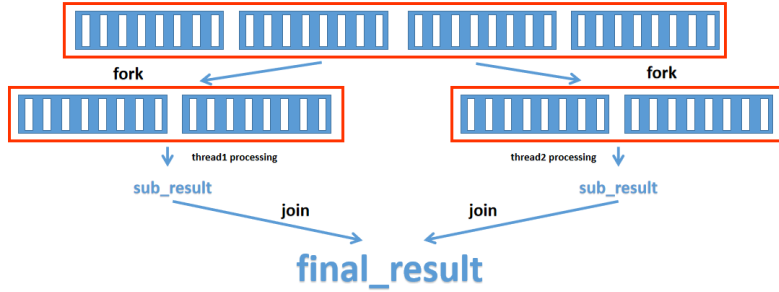 fork
fork
thread1 processing
thread2 processing
sub_result
sub_result
join
join
final_result